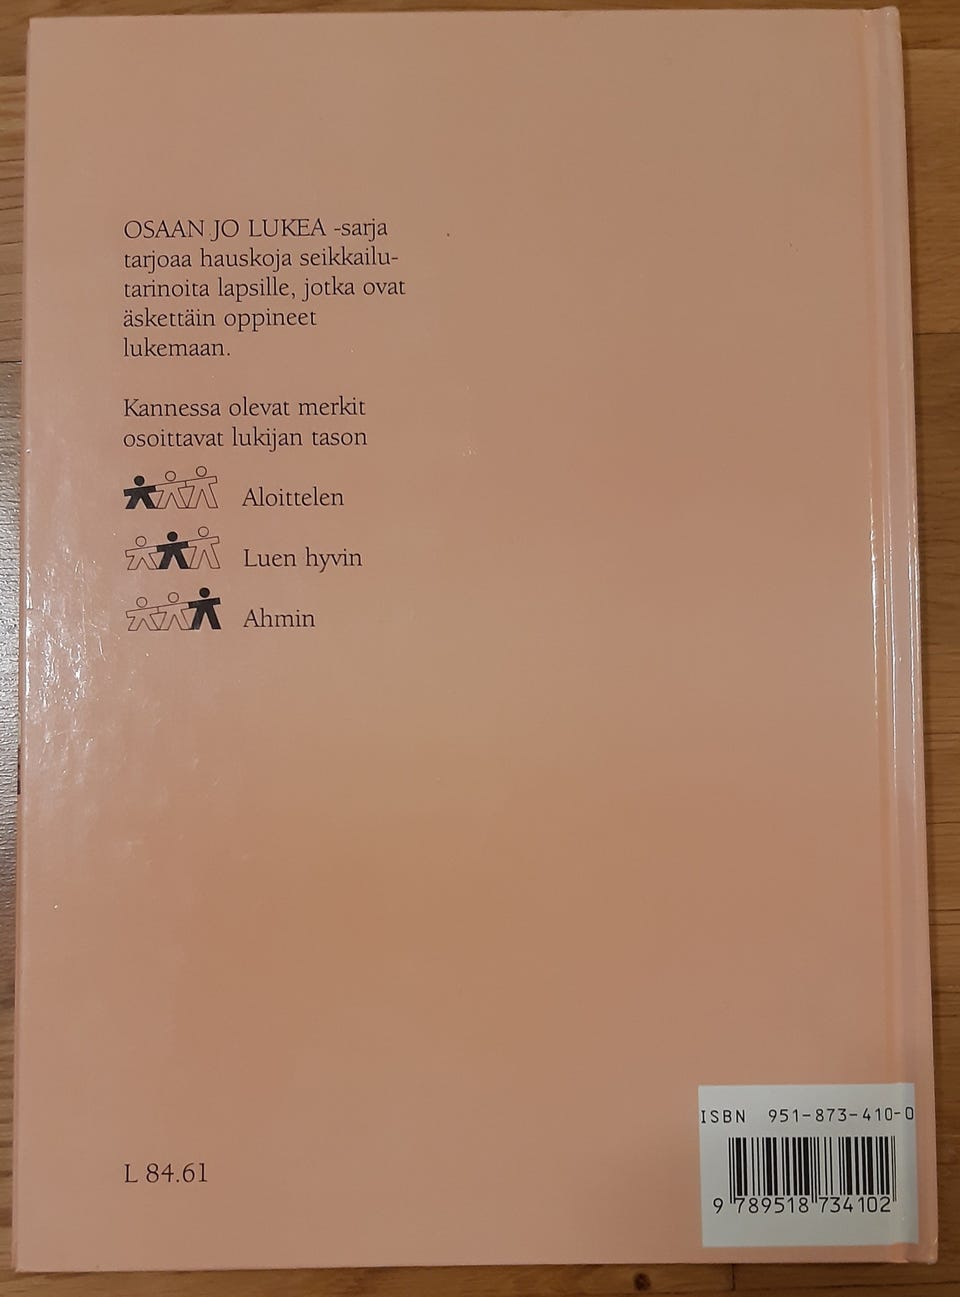 OSAAN JO LUKEA -sarja
tarjoaa hauskoja seikkailu-
tarinoita lapsille, jotka ovat
äskettäin oppineet
lukemaan.
Kannessa olevat merkit
osoittavat lukijan tason
Aloittelen
Luen hyvin
Ahmin
L 84.61
ISBN 951-873-410-0
9 789518 734102